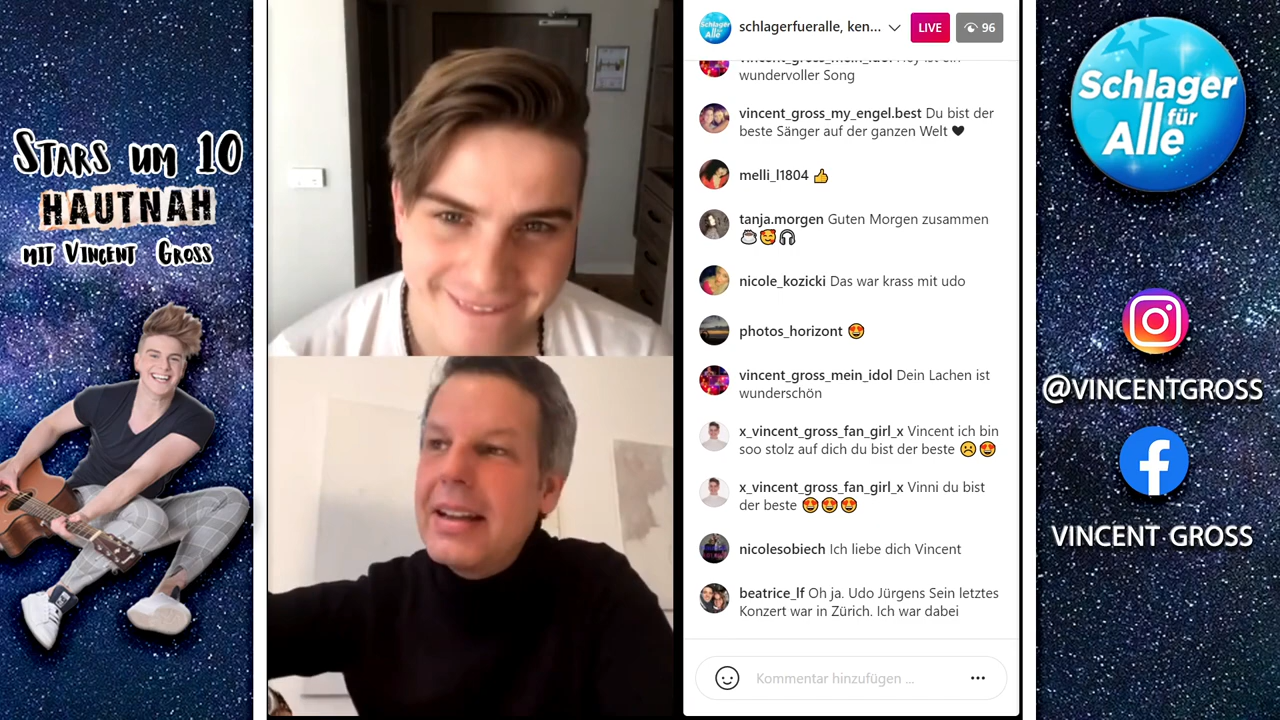 Stars um 10
HAUTNAH
mit Vincent Gross
schlagerfueralle, ken...
LIVE
96
vincent_gross_mein_idol Hey ist ein
wundervoller Song
vincent_gross_my_engel.best Du bist der
beste Sänger auf der ganzen Welt 🖤
melli_l1804 👍
tanja.morgen Guten Morgen zusammen
☕🥰🎧
nicole_kozicki Das war krass mit udo
photos_horizont 😍
vincent_gross_mein_idol Dein Lachen ist
wunderschön
x_vincent_gross_fan_girl_x Vincent ich bin
soo stolz auf dich du bist der beste ☹️😍
x_vincent_gross_fan_girl_x Vinni du bist
der beste 😍😍😍
nicolesobiech Ich liebe dich Vincent
beatrice_lf Oh ja. Udo Jürgens Sein letztes
Konzert war in Zürich. Ich war dabei
Kommentar hinzufügen ...
Schlager
für
Alle
@VINCENTGROSS
VINCENT GROSS